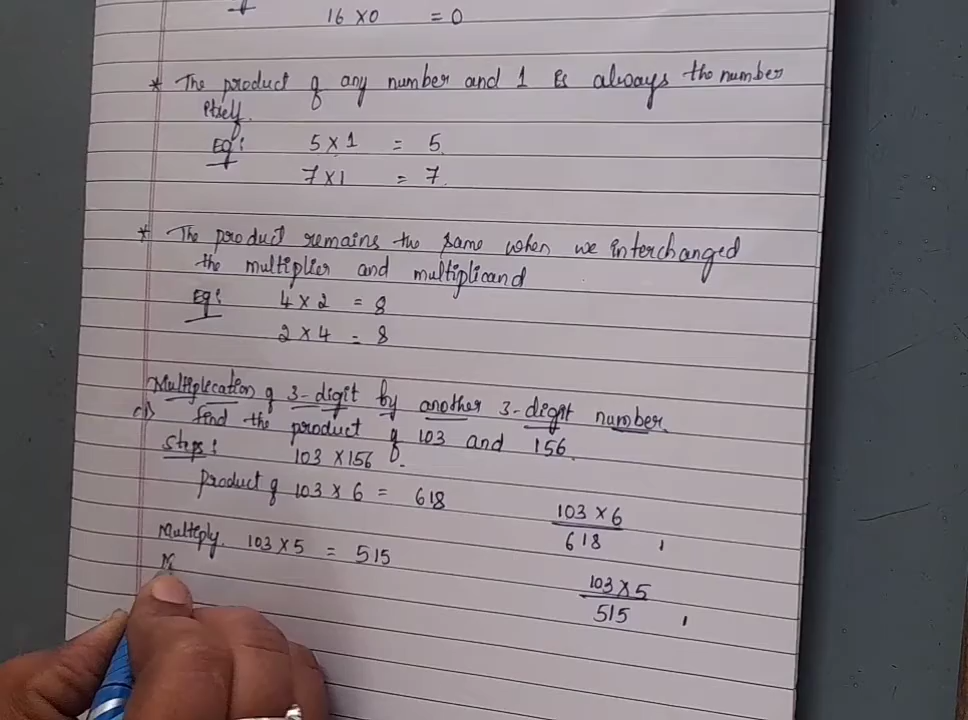 16 x 0 = 0
* The product of any number and 1 is always the number
itself.
Eg: 5 x 1 = 5
7 x 1 = 7
* The product remains the same when we interchanged
the multiplier and multiplicand
Eg: 4 x 2 = 8
2 x 4 = 8
Multiplication of 3-digit by another 3-digit number.
find the product of 103 and 156.
Steps: 103 x 156
product of 103 x 6 = 618
103 x 6
618
Multiply. 103 x 5 = 515
103 x 5
515